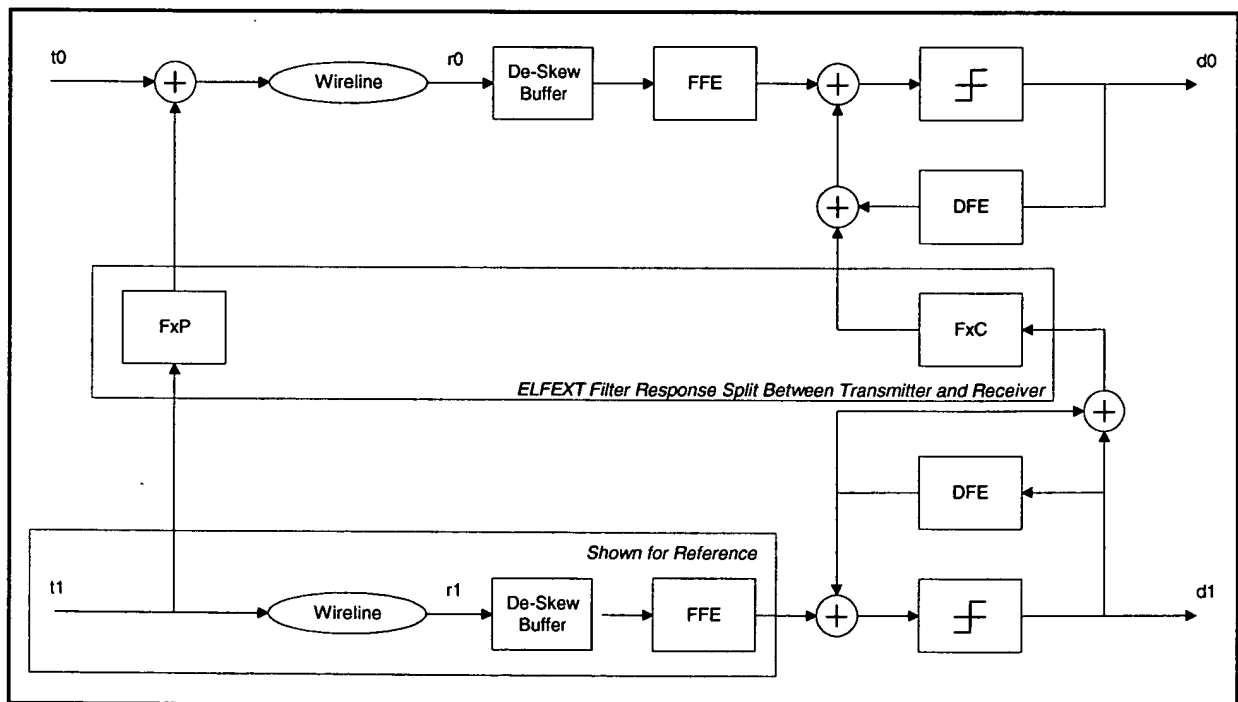 t0
Wireline
r0
De-Skew
Buffer
FFE
d0
DFE
FxP
FxC
ELFEXT Filter Response Split Between Transmitter and Receiver
DFE
Shown for Reference
t1
Wireline
r1
De-Skew
Buffer
FFE
d1